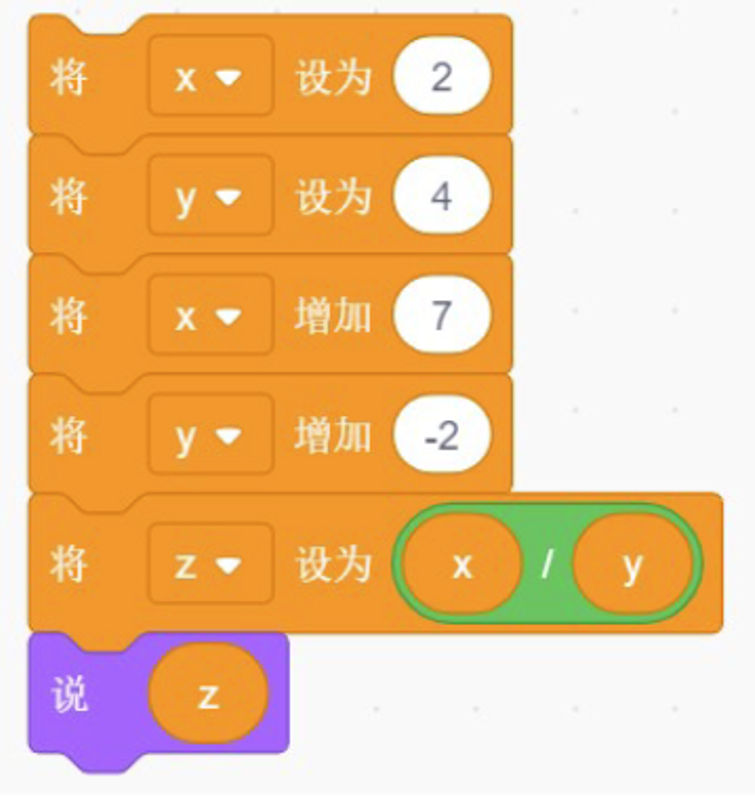 将 x 设为 2
将 y 设为 4
将 x 增加 7
将 y 增加 -2
将 z 设为 x / y
说 z